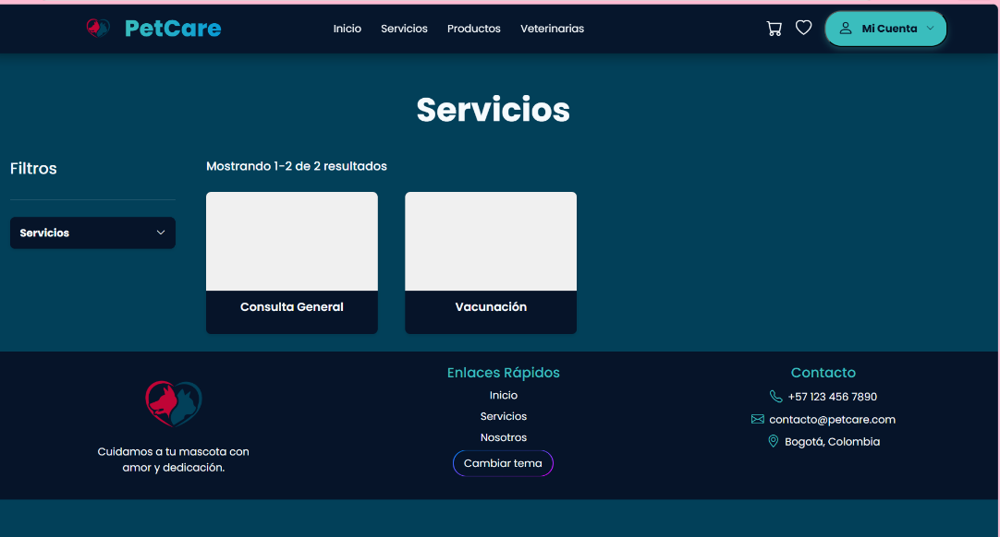 PetCare
Inicio Servicios Productos Veterinarias
Mi Cuenta
Servicios
Filtros
Servicios
Mostrando 1-2 de 2 resultados
Consulta General
Vacunación
Cuidamos a tu mascota con
amor y dedicación.
Enlaces Rápidos
Inicio
Servicios
Nosotros
Cambiar tema
Contacto
+57 123 456 7890
contacto@petcare.com
Bogotá, Colombia